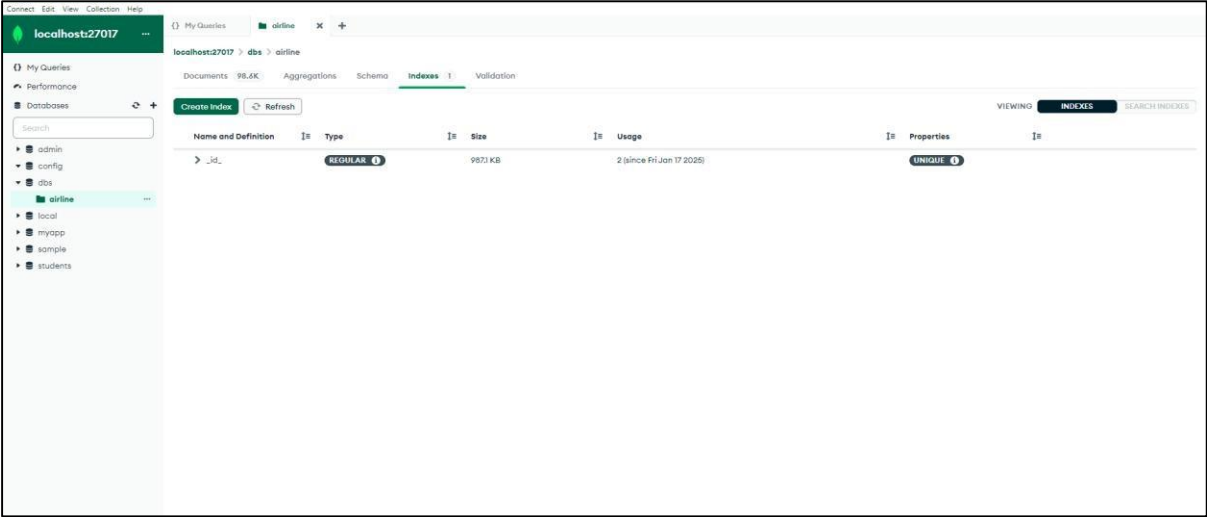 Connect Edit View Collection Help
localhost:27017 ...
{} My Queries
Performance
Databases
Search
admin
config
dbs
airline ...
local
myapp
sample
students
{} My Queries airline
localhost:27017 > dbs > airline
Documents 98.6K Aggregations Schema Indexes 1 Validation
Create Index Refresh VIEWING INDEXES SEARCH INDEXES
Name and Definition Type Size Usage Properties
_id_ REGULAR 987.1 KB 2 (since Fri Jan 17 2025) UNIQUE